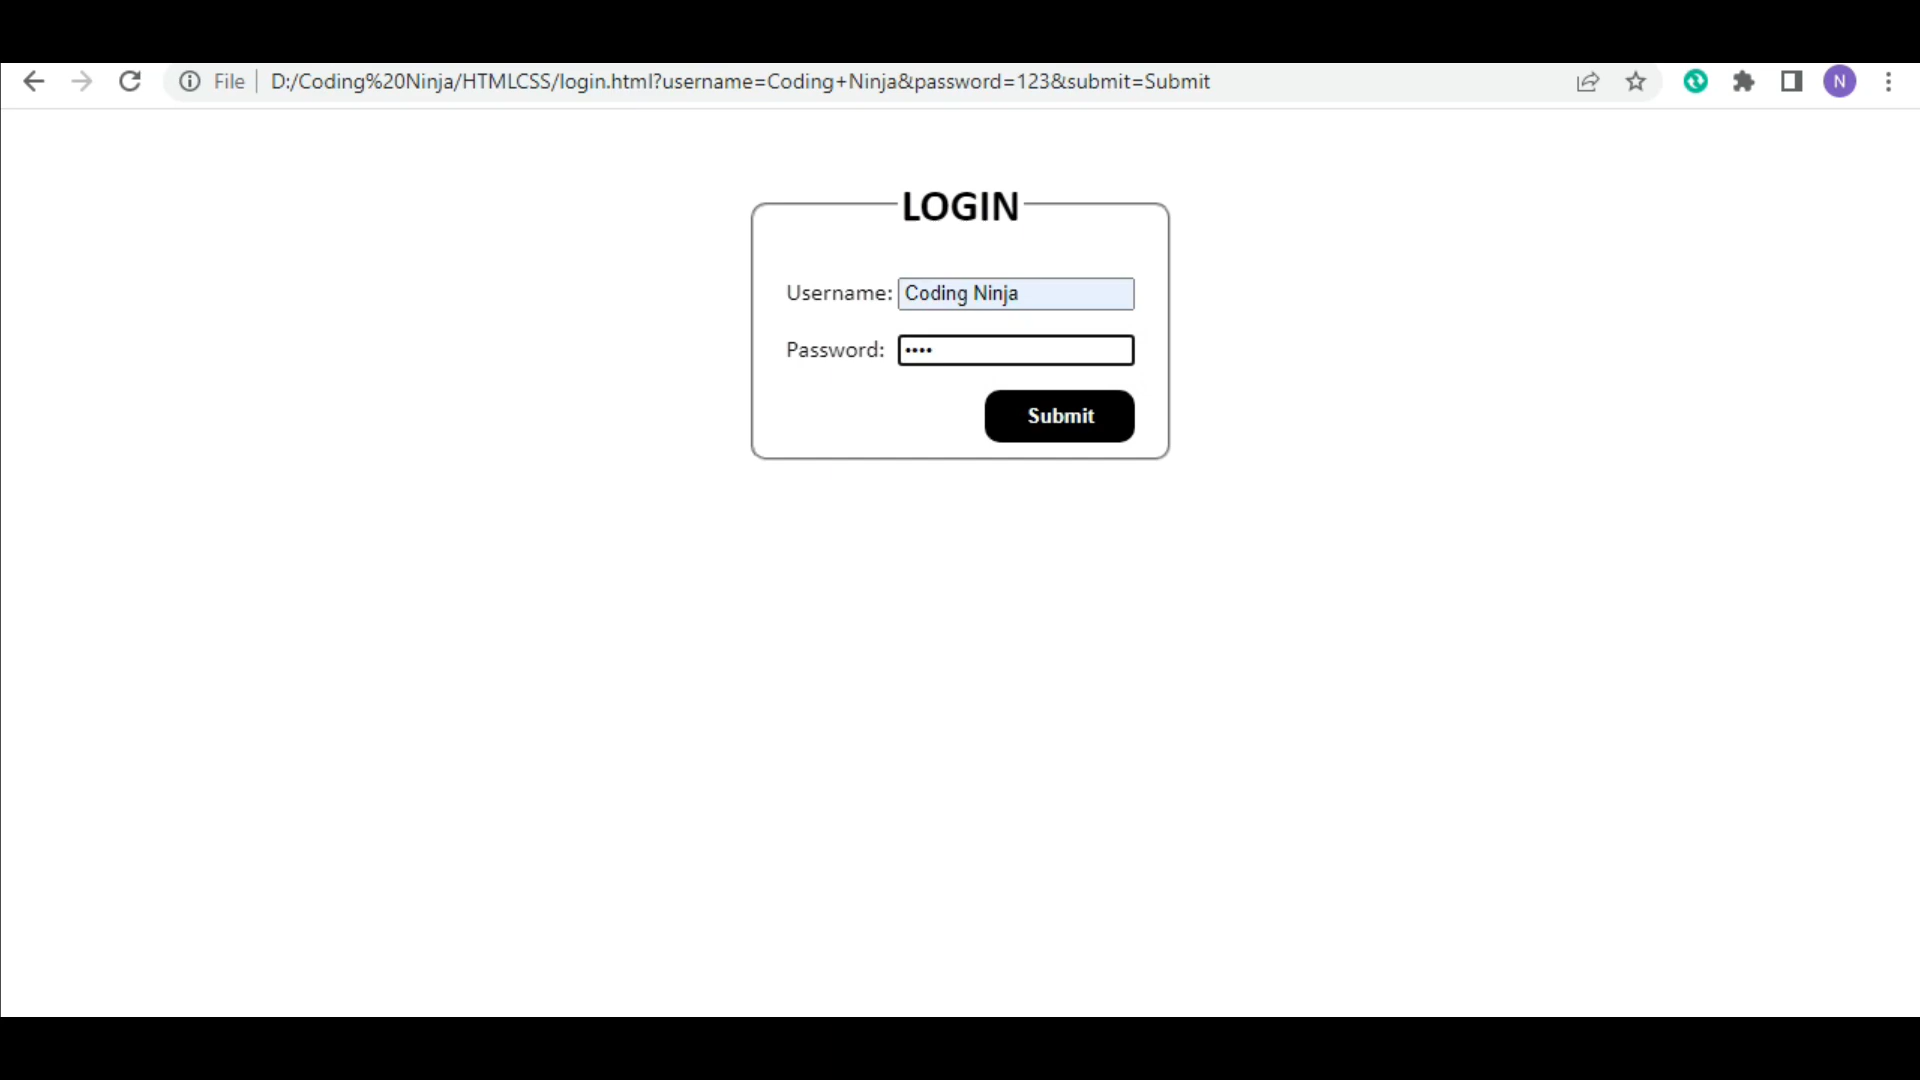 File D:/Coding%20Ninja/HTMLCSS/login.html?username=Coding+Ninja&password=123&submit=Submit N
LOGIN
Username: Coding Ninja
Password: ••••
Submit